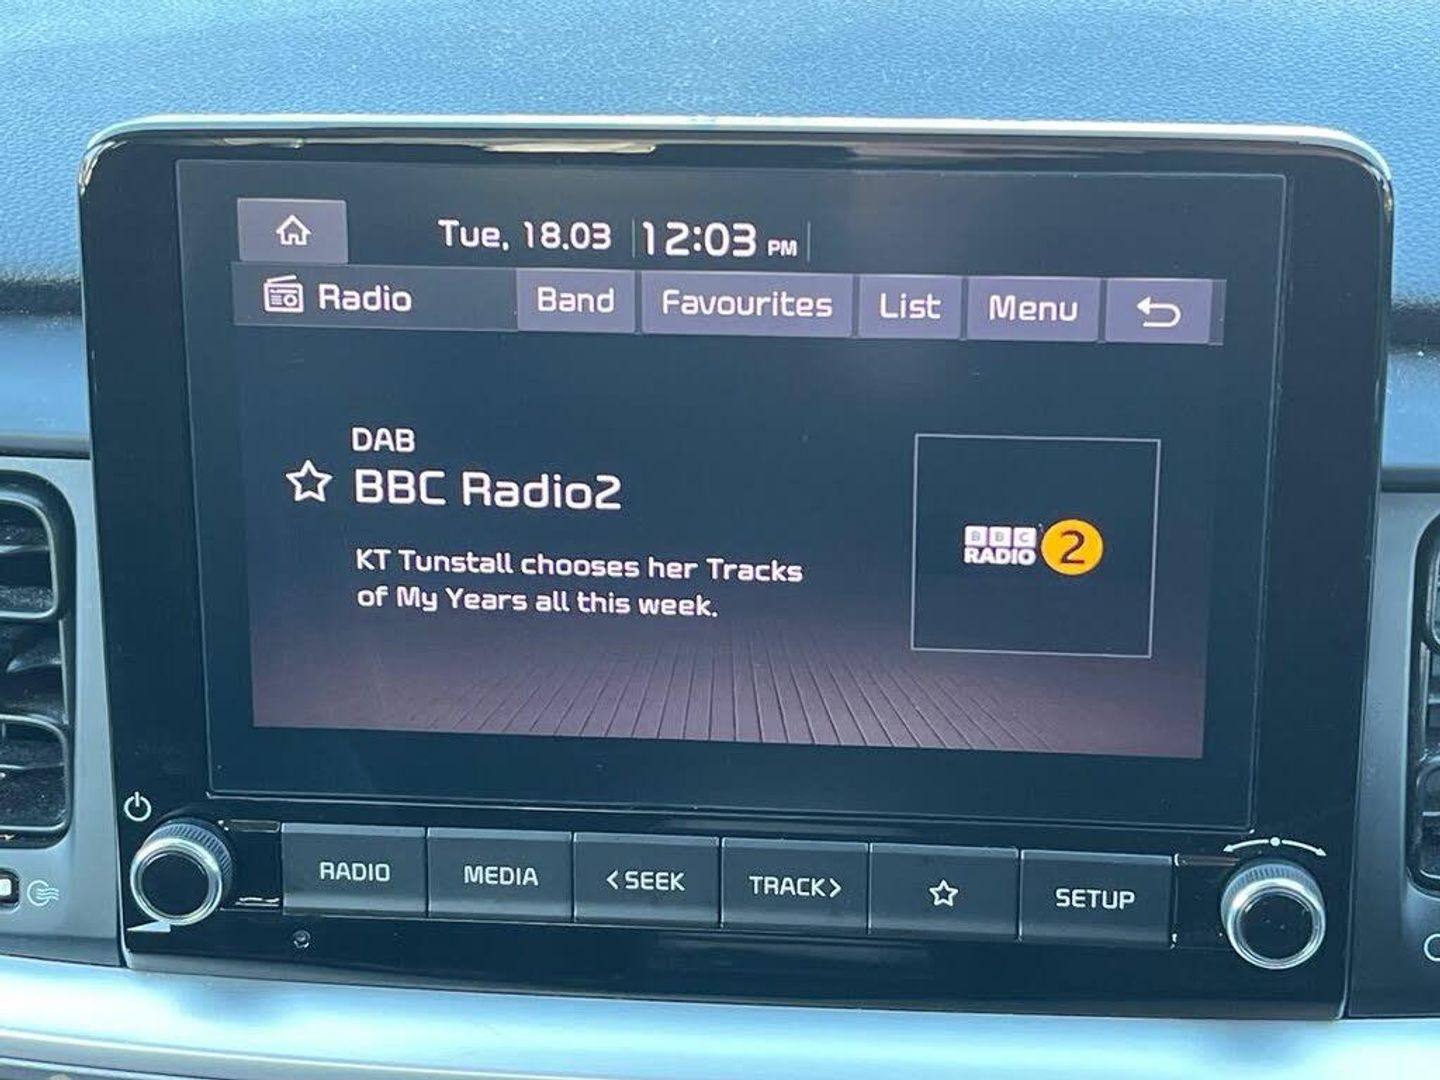 Tue, 18.03 12:03 PM
Radio Band Favourites List Menu
DAB
BBC Radio2
KT Tunstall chooses her Tracks
of My Years all this week.
BBC
RADIO 2
RADIO MEDIA <SEEK TRACK> SETUP